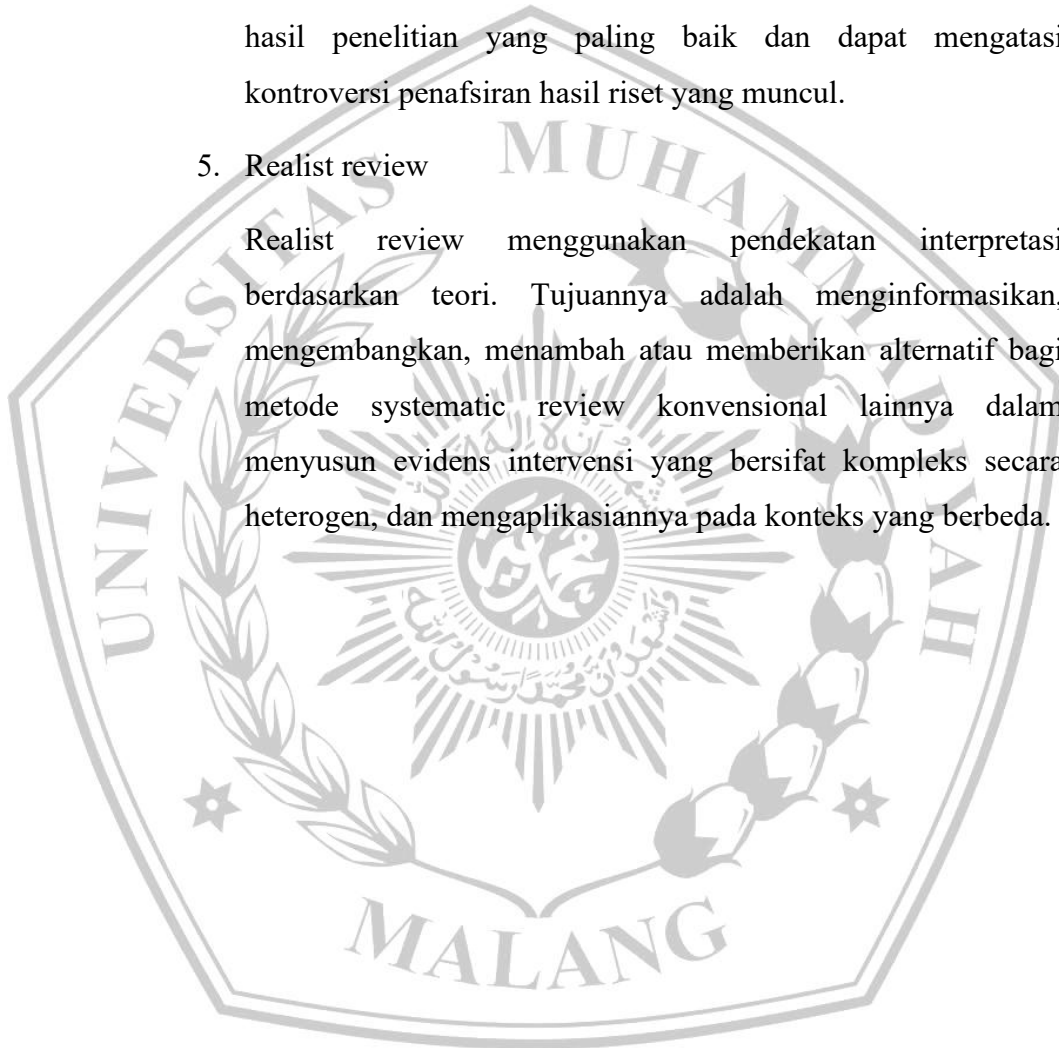 hasil penelitian yang paling baik dan dapat mengatasi
kontroversi penafsiran hasil riset yang muncul.
5. Realist review
Realist review menggunakan pendekatan interpretasi
berdasarkan teori. Tujuannya adalah menginformasikan,
mengembangkan, menambah atau memberikan alternatif bagi
metode systematic review konvensional lainnya dalam
menyusun evidens intervensi yang bersifat kompleks secara
heterogen, dan mengaplikasiannya pada konteks yang berbeda.
UNIVERSITAS MUHAMMADIYAH
MALANG